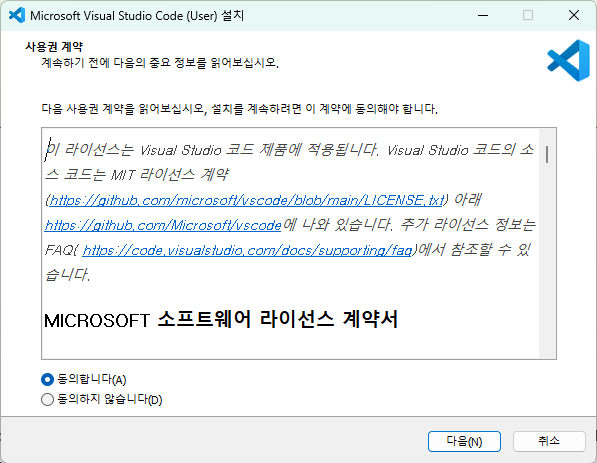 Microsoft Visual Studio Code (User) 설치
사용권 계약
계속하기 전에 다음의 중요 정보를 읽어보십시오.
다음 사용권 계약을 읽어보십시오, 설치를 계속하려면 이 계약에 동의해야 합니다.
이 라이선스는 Visual Studio 코드 제품에 적용됩니다. Visual Studio 코드의 소
스 코드는 MIT 라이선스 계약
(https://github.com/microsoft/vscode/blob/main/LICENSE.txt) 아래
https://github.com/Microsoft/vscode에 나와 있습니다. 추가 라이선스 정보는
FAQ( https://code.visualstudio.com/docs/supporting/faq)에서 참조할 수 있
습니다.
MICROSOFT 소프트웨어 라이선스 계약서
동의합니다(A)
동의하지 않습니다(D)
다음(N)
취소